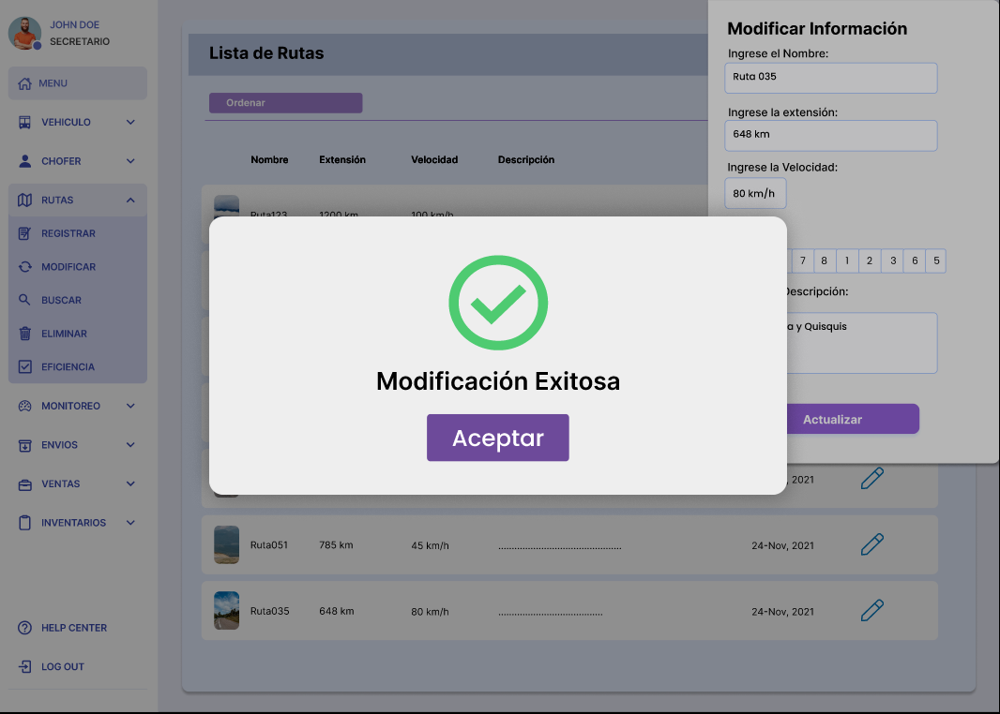 JOHN DOE
SECRETARIO
MENU
VEHICULO
CHOFER
RUTAS
REGISTRAR
MODIFICAR
BUSCAR
ELIMINAR
EFICIENCIA
MONITOREO
ENVIOS
VENTAS
INVENTARIOS
HELP CENTER
LOG OUT
Lista de Rutas
Ordenar
Nombre Extensión Velocidad Descripción
Ruta123 1200 km 100 km/h
, 2021
Ruta051 785 km 45 km/h ............................................ 24-Nov, 2021
Ruta035 648 km 80 km/h ..................................... 24-Nov, 2021
Modificar Información
Ingrese el Nombre:
Ruta 035
Ingrese la extensión:
648 km
Ingrese la Velocidad:
80 km/h
7 8 1 2 3 6 5
Descripción:
a y Quisquis
Actualizar
Modificación Exitosa
Aceptar